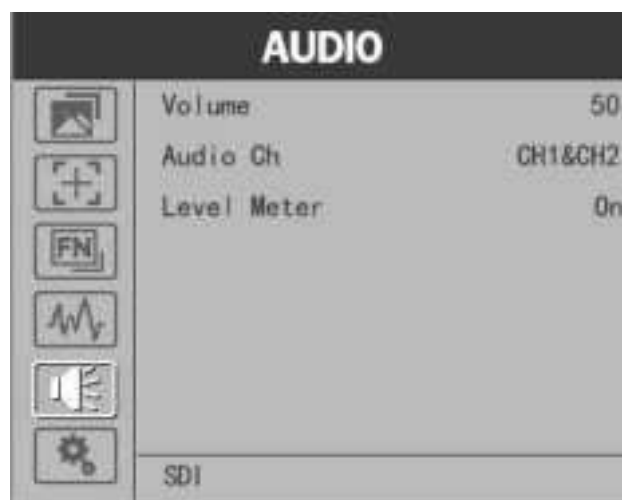 AUDIO
Volume 50
Audio Ch CH1&CH2
Level Meter On
FN
SDI